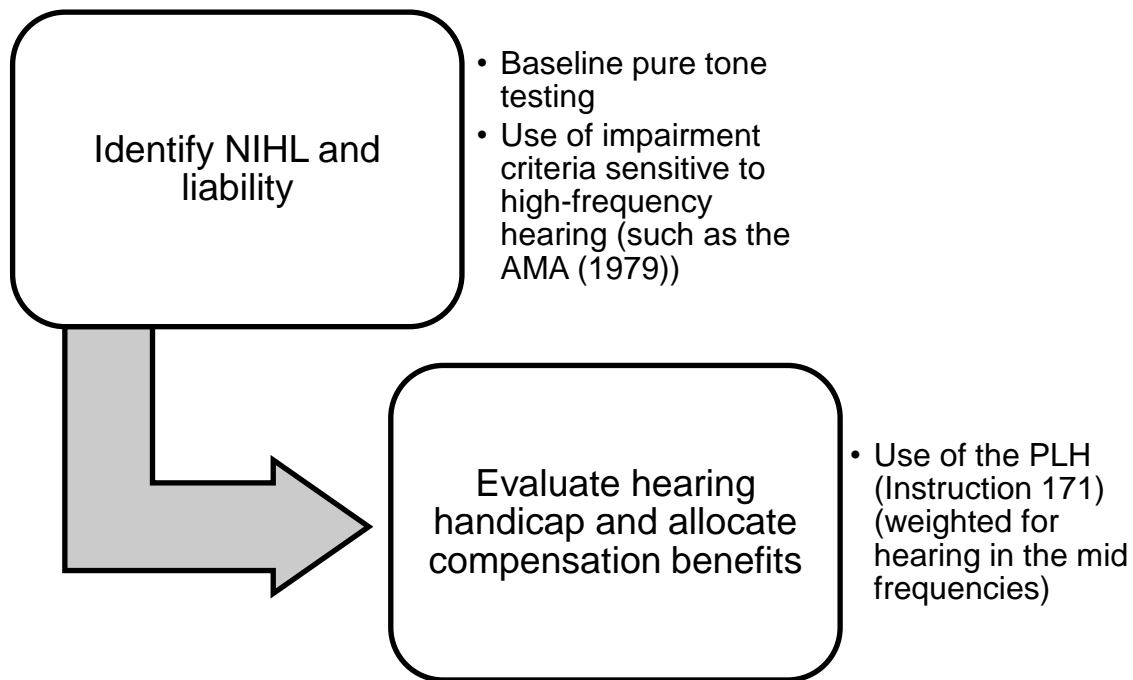 Identify NIHL and
liability
• Baseline pure tone
testing
• Use of impairment
criteria sensitive to
high-frequency
hearing (such as the
AMA (1979))
Evaluate hearing
handicap and allocate
compensation benefits
• Use of the PLH
(Instruction 171)
(weighted for
hearing in the mid
frequencies)